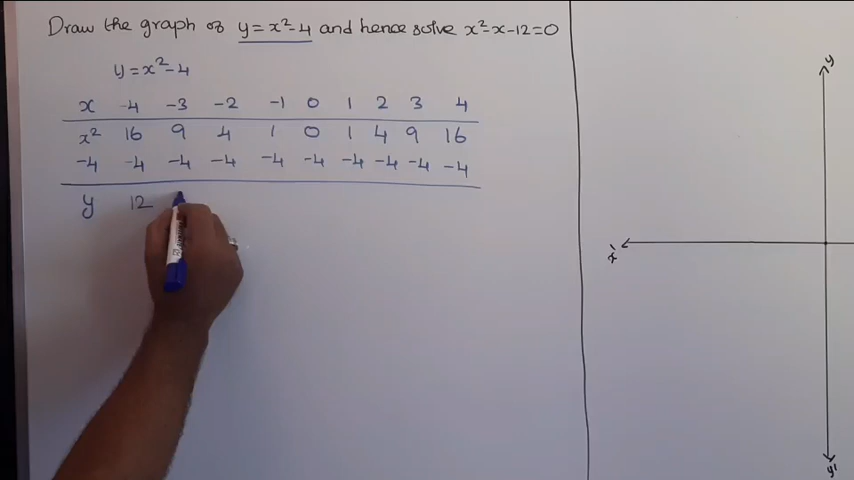 Draw the graph of y = x²-4 and hence solve x²-x-12=0
y = x²-4
x -4 -3 -2 -1 0 1 2 3 4
x² 16 9 4 1 0 1 4 9 16
-4 -4 -4 -4 -4 -4 -4 -4 -4 -4
y 12
y
x'
y'